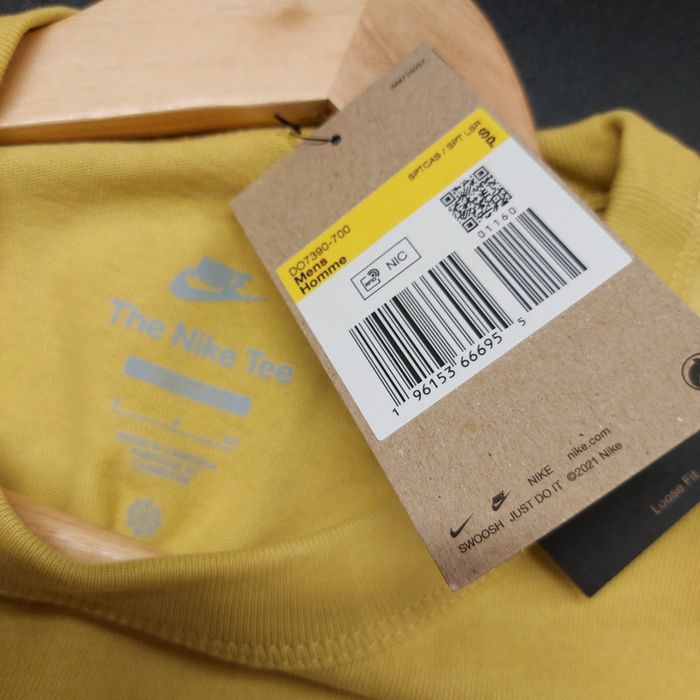 SPTCAS / SPT LSR
PS
DO7390-700
Mens
Homme
NIC
01160
1 96153 66695 5
NIKE nike.com
SWOOSH JUST DO IT ©2021 Nike
Loose Fit
The Nike Tee